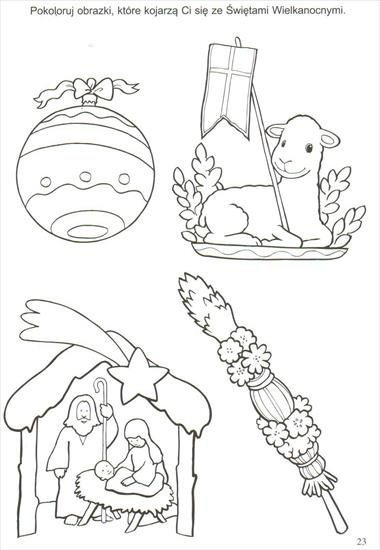 Pokoloruj obrazki, które kojarzą Ci się ze Świętami Wielkanocnymi.
23